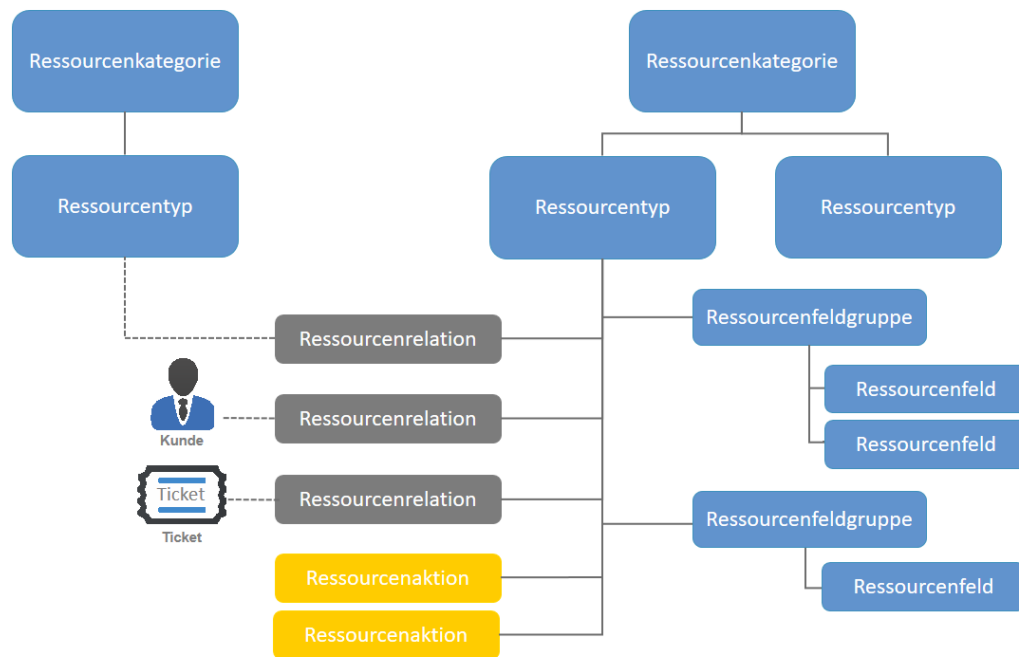 Ressourcenkategorie
Ressourcenkategorie
Ressourcentyp
Ressourcentyp
Ressourcentyp
Ressourcenfeldgruppe
Ressourcenrelation
Ressourcenfeld
Kunde
Ressourcenrelation
Ressourcenfeld
Ticket
Ticket
Ressourcenrelation
Ressourcenfeldgruppe
Ressourcenaktion
Ressourcenfeld
Ressourcenaktion